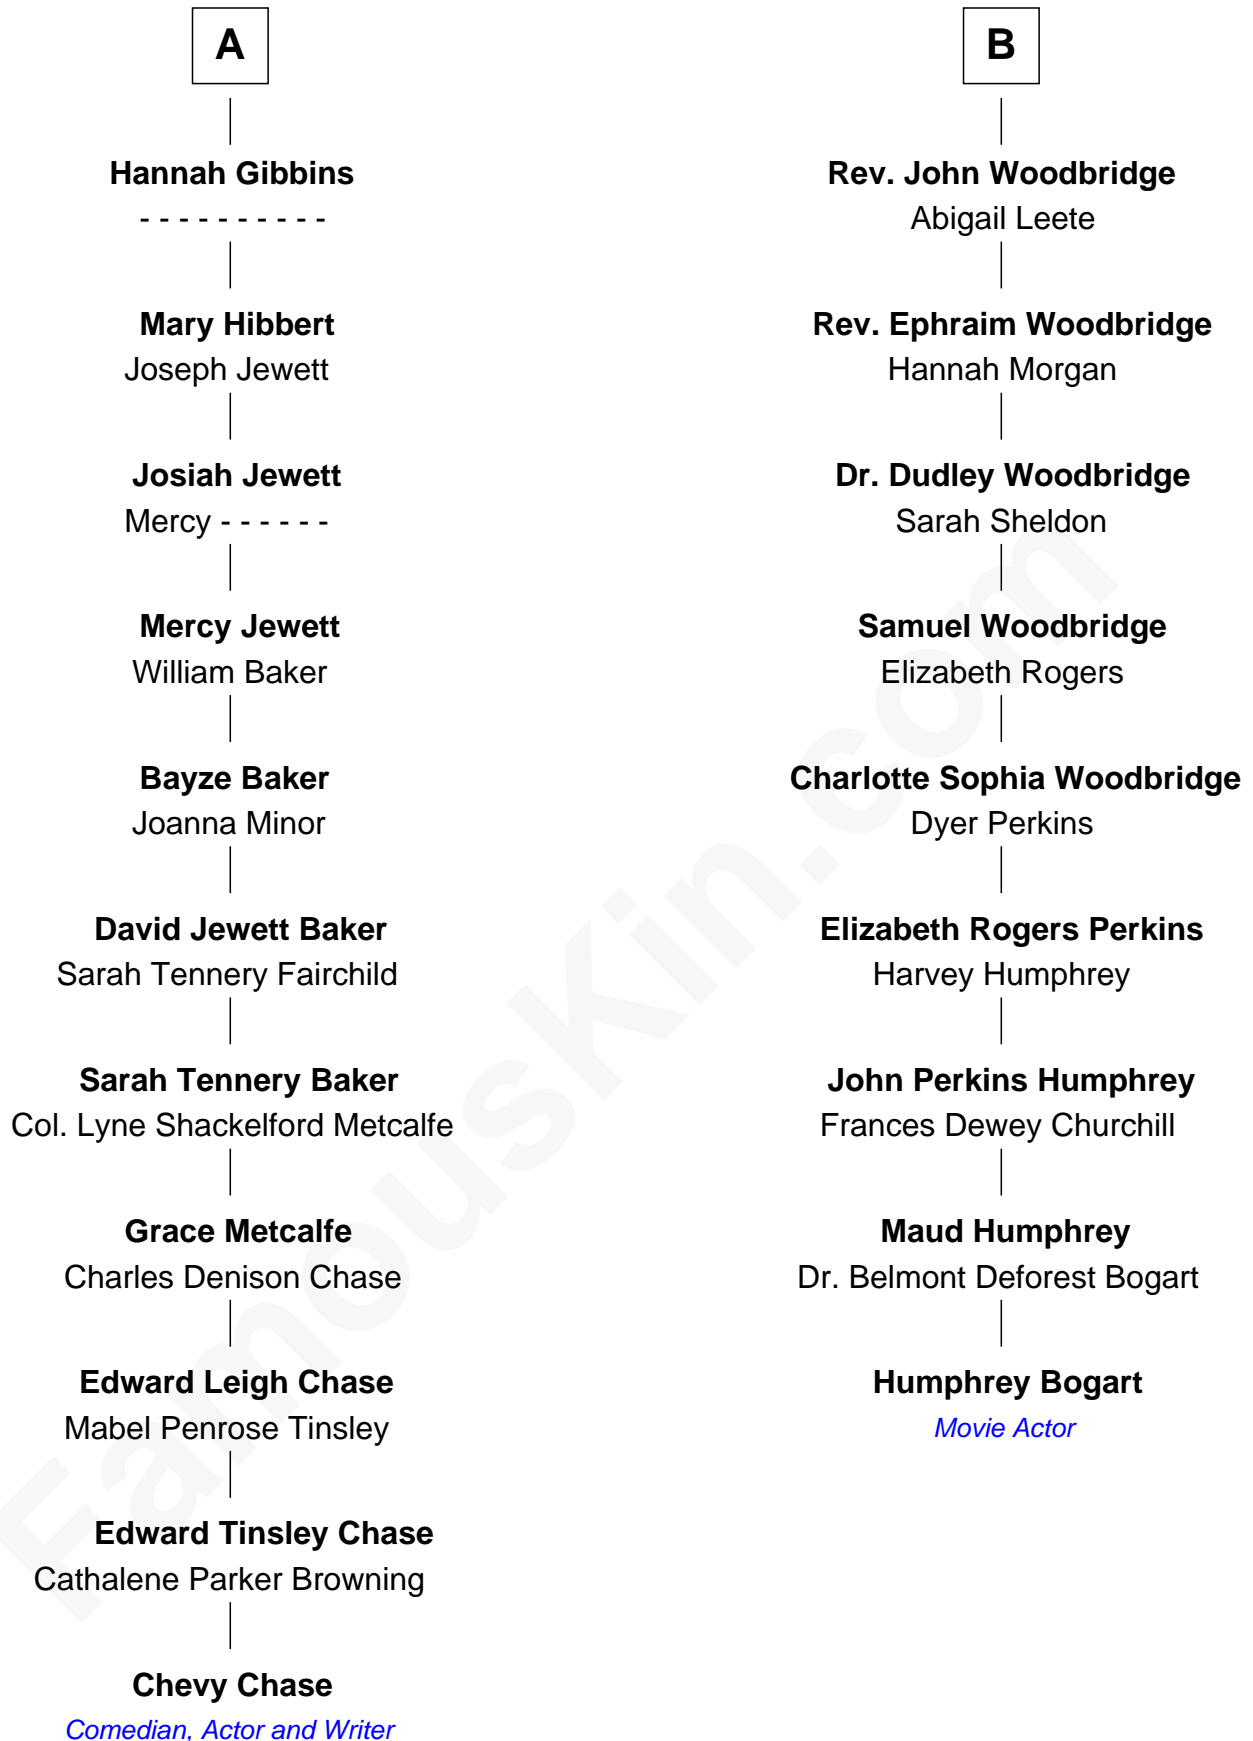 A
Hannah Gibbins
- - - - - - - - - -
Mary Hibbert
Joseph Jewett
Josiah Jewett
Mercy - - - - - -
Mercy Jewett
William Baker
Bayze Baker
Joanna Minor
David Jewett Baker
Sarah Tennery Fairchild
Sarah Tennery Baker
Col. Lyne Shackelford Metcalfe
Grace Metcalfe
Charles Denison Chase
Edward Leigh Chase
Mabel Penrose Tinsley
Edward Tinsley Chase
Cathalene Parker Browning
Chevy Chase
Comedian, Actor and Writer
B
Rev. John Woodbridge
Abigail Leete
Rev. Ephraim Woodbridge
Hannah Morgan
Dr. Dudley Woodbridge
Sarah Sheldon
Samuel Woodbridge
Elizabeth Rogers
Charlotte Sophia Woodbridge
Dyer Perkins
Elizabeth Rogers Perkins
Harvey Humphrey
John Perkins Humphrey
Frances Dewey Churchill
Maud Humphrey
Dr. Belmont Deforest Bogart
Humphrey Bogart
Movie Actor
FamousKin.com